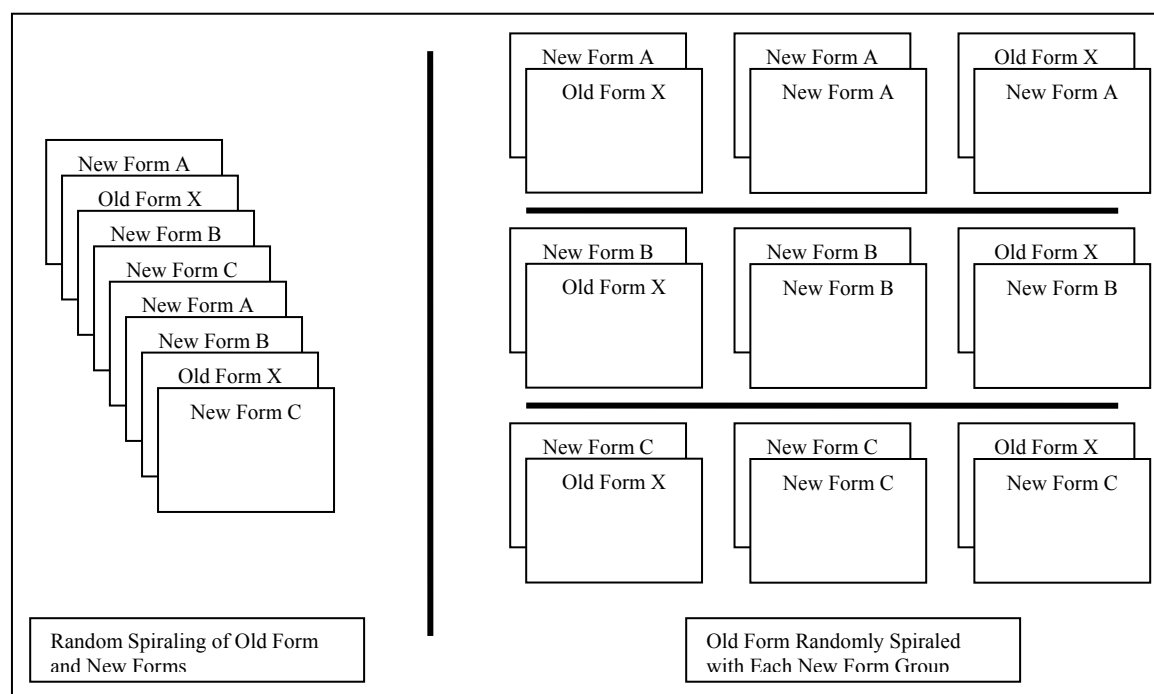 New Form A
Old Form X
New Form B
New Form C
New Form A
New Form B
Old Form X
New Form C
Random Spiraling of Old Form
and New Forms
New Form A
Old Form X
New Form A
New Form A
Old Form X
New Form A
New Form B
Old Form X
New Form B
New Form B
Old Form X
New Form B
New Form C
Old Form X
New Form C
New Form C
Old Form X
New Form C
Old Form Randomly Spiraled
with Each New Form Group